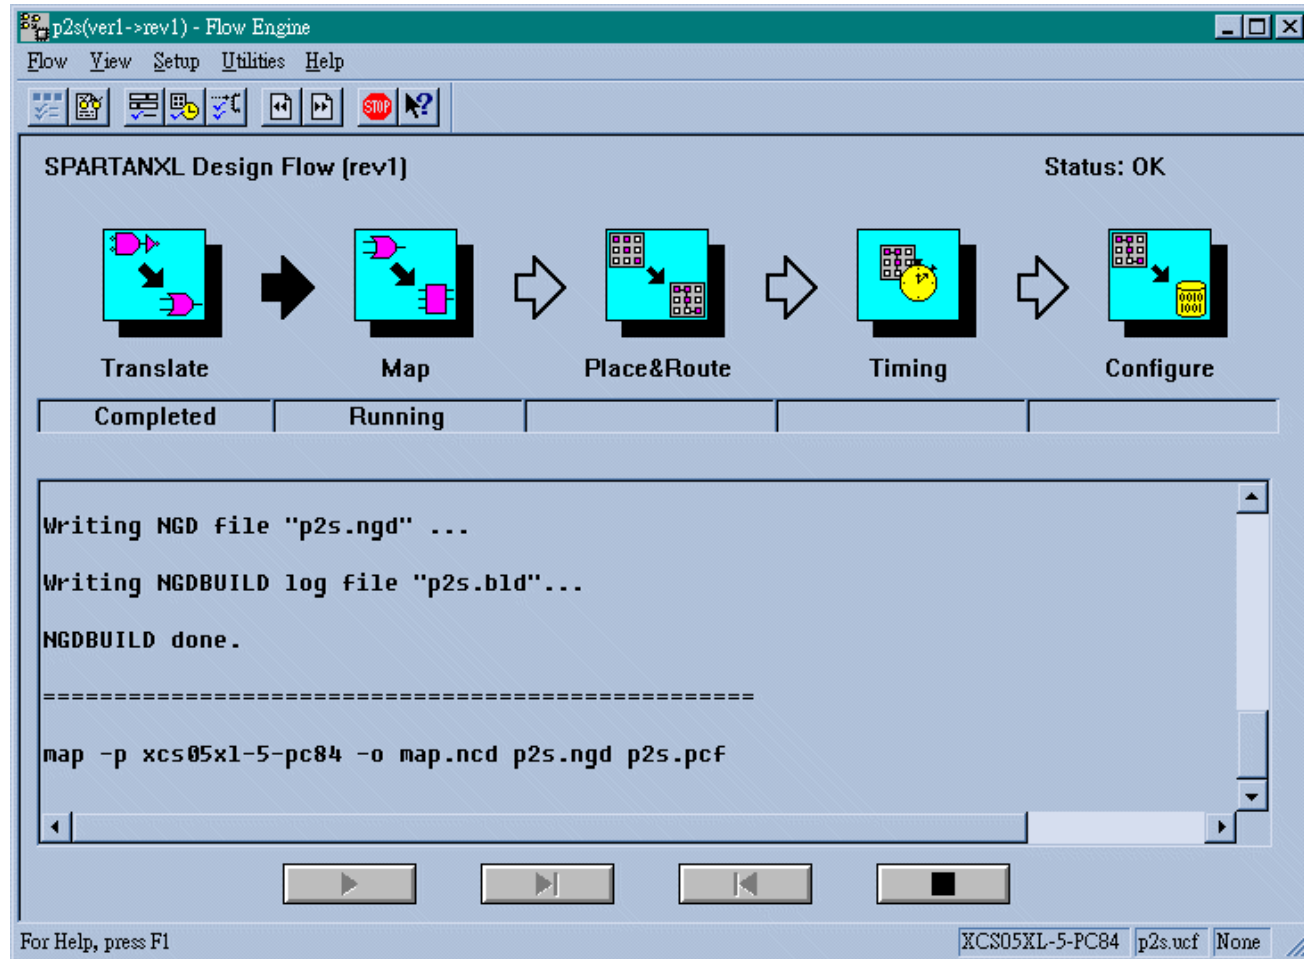 p2s(ver1->rev1) - Flow Engine
Flow View Setup Utilities Help
STOP
SPARTANXL Design Flow (rev1) Status: OK
0010
1001
Translate Map Place&Route Timing Configure
Completed Running
Writing NGD file "p2s.ngd" ...
Writing NGDBUILD log file "p2s.bld"...
NGDBUILD done.
==================================================
map -p xcs05xl-5-pc84 -o map.ncd p2s.ngd p2s.pcf
For Help, press F1 XCS05XL-5-PC84 p2s.ucf None